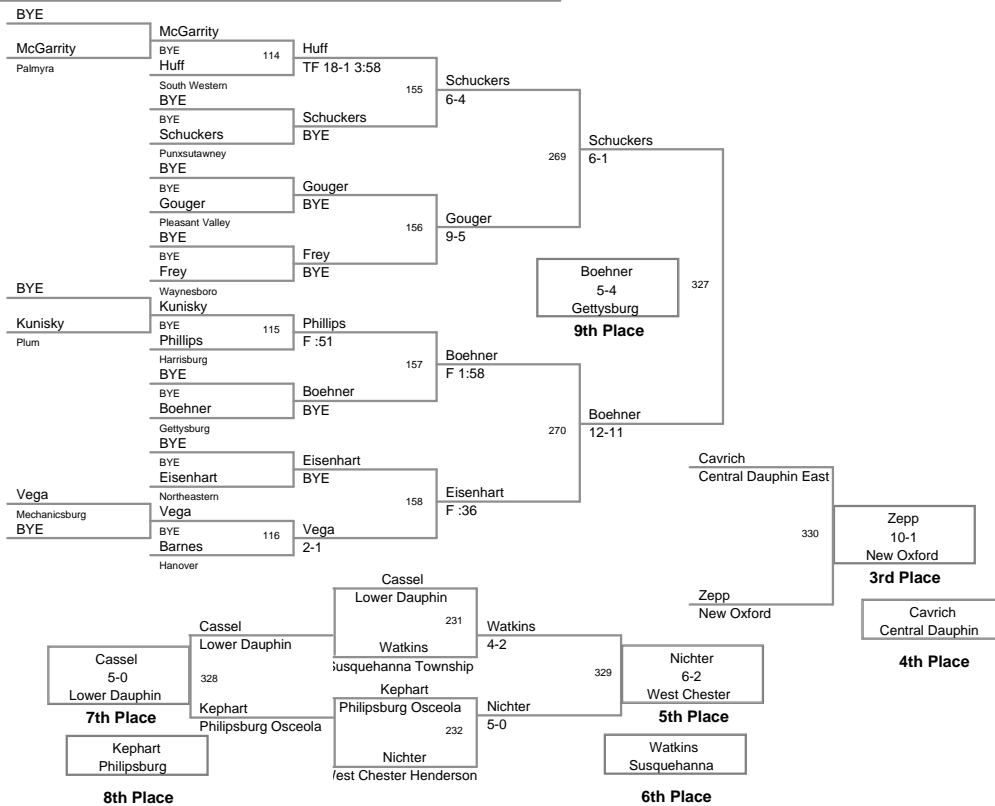 BYE
McGarrity
Palmyra
McGarrity
BYE
Huff
South Western
114
BYE
BYE
Schuckers
Punxsutawney
BYE
BYE
Gouger
Pleasant Valley
BYE
BYE
Frey
Waynesboro
BYE
Kunisky
Plum
Kunisky
BYE
Phillips
Harrisburg
115
BYE
BYE
Boehner
Gettysburg
BYE
BYE
Eisenhart
Northeastern
Vega
Mechanicsburg
BYE
Vega
BYE
Barnes
Hanover
116
Huff
TF 18-1 3:58
155
Schuckers
BYE
Gouger
BYE
156
Frey
BYE
Phillips
F :51
157
Boehner
BYE
Eisenhart
BYE
158
Vega
2-1
Schuckers
6-4
269
Gouger
9-5
Boehner
F 1:58
270
Eisenhart
F :36
Schuckers
6-1
327
Boehner
12-11
Boehner
5-4
Gettysburg
9th Place
Cavrich
Central Dauphin East
330
Zepp
New Oxford
Zepp
10-1
New Oxford
3rd Place
Cavrich
Central Dauphin
4th Place
Cassel
Lower Dauphin
231
Watkins
Susquehanna Township
Kephart
Philipsburg Osceola
232
Nichter
West Chester Henderson
Cassel
Lower Dauphin
328
Kephart
Philipsburg Osceola
Cassel
5-0
Lower Dauphin
7th Place
Kephart
Philipsburg
8th Place
Watkins
4-2
329
Nichter
5-0
Nichter
6-2
West Chester
5th Place
Watkins
Susquehanna
6th Place